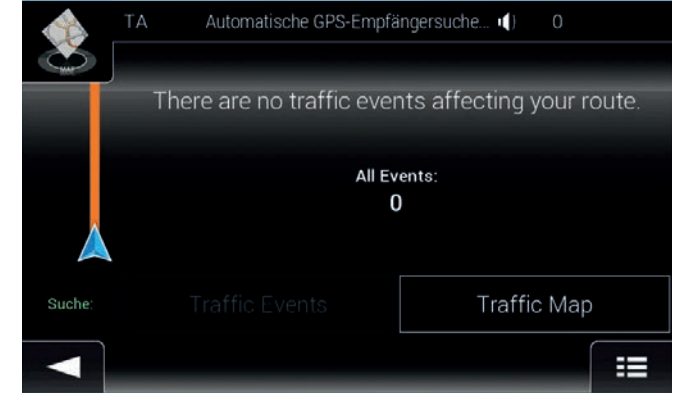 TA Automatische GPS-Empfängersuche... 0
MAP
There are no traffic events affecting your route.
All Events:
0
Suche:
Traffic Events
Traffic Map